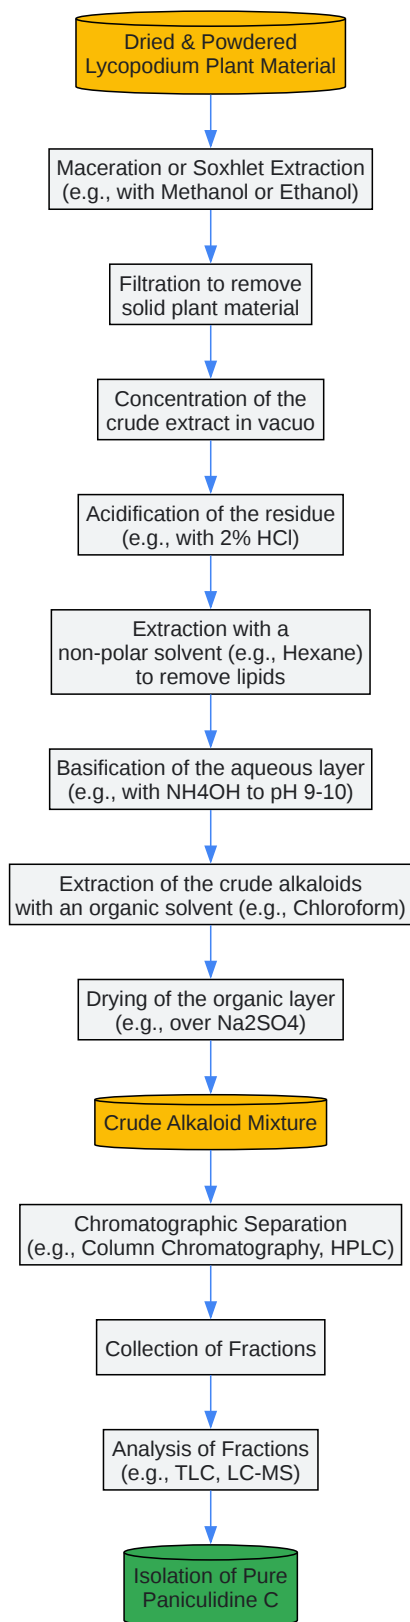 Dried & Powdered
Lycopodium Plant Material
Maceration or Soxhlet Extraction
(e.g., with Methanol or Ethanol)
Filtration to remove
solid plant material
Concentration of the
crude extract in vacuo
Acidification of the residue
(e.g., with 2% HCl)
Extraction with a
non-polar solvent (e.g., Hexane)
to remove lipids
Basification of the aqueous layer
(e.g., with NH4OH to pH 9-10)
Extraction of the crude alkaloids
with an organic solvent (e.g., Chloroform)
Drying of the organic layer
(e.g., over Na2SO4)
Crude Alkaloid Mixture
Chromatographic Separation
(e.g., Column Chromatography, HPLC)
Collection of Fractions
Analysis of Fractions
(e.g., TLC, LC-MS)
Isolation of Pure
Paniculidine C